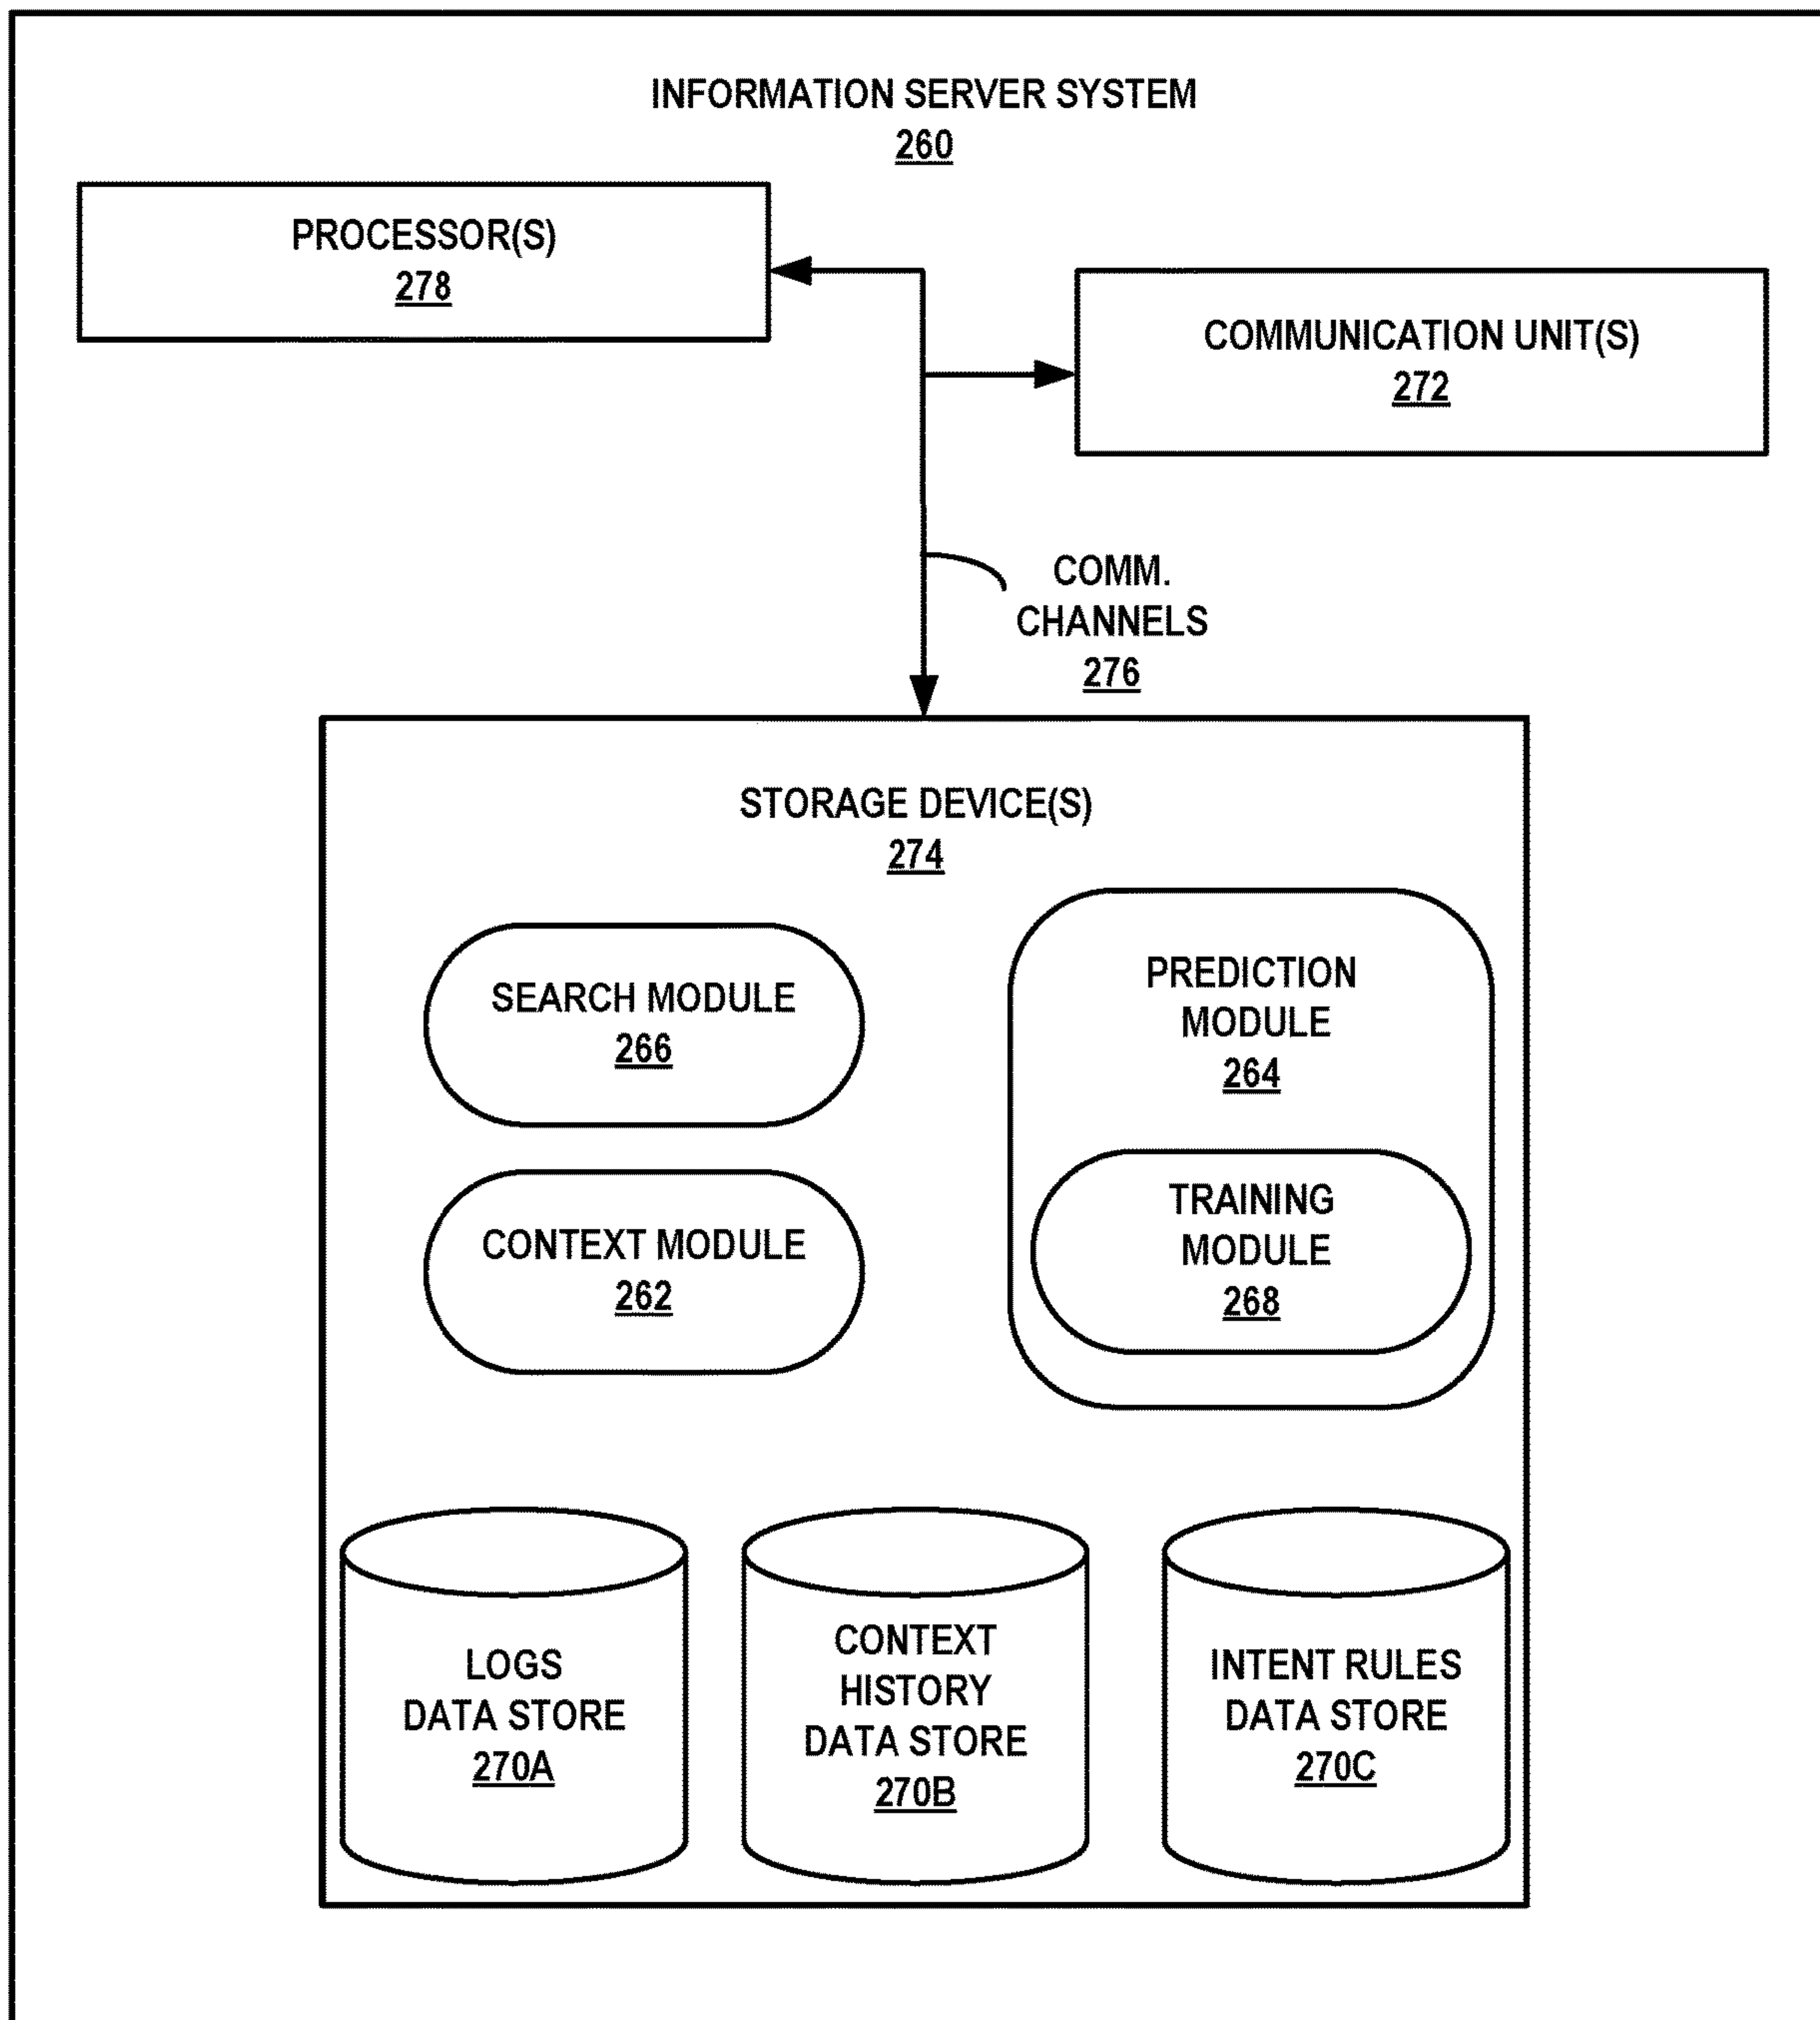 INFORMATION SERVER SYSTEM
260
PROCESSOR(S)
278
COMMUNICATION UNIT(S)
272
COMM.
CHANNELS
276
STORAGE DEVICE(S)
274
SEARCH MODULE
266
PREDICTION
MODULE
264
CONTEXT MODULE
262
TRAINING
MODULE
268
LOGS
DATA STORE
270A
CONTEXT
HISTORY
DATA STORE
270B
INTENT RULES
DATA STORE
270C